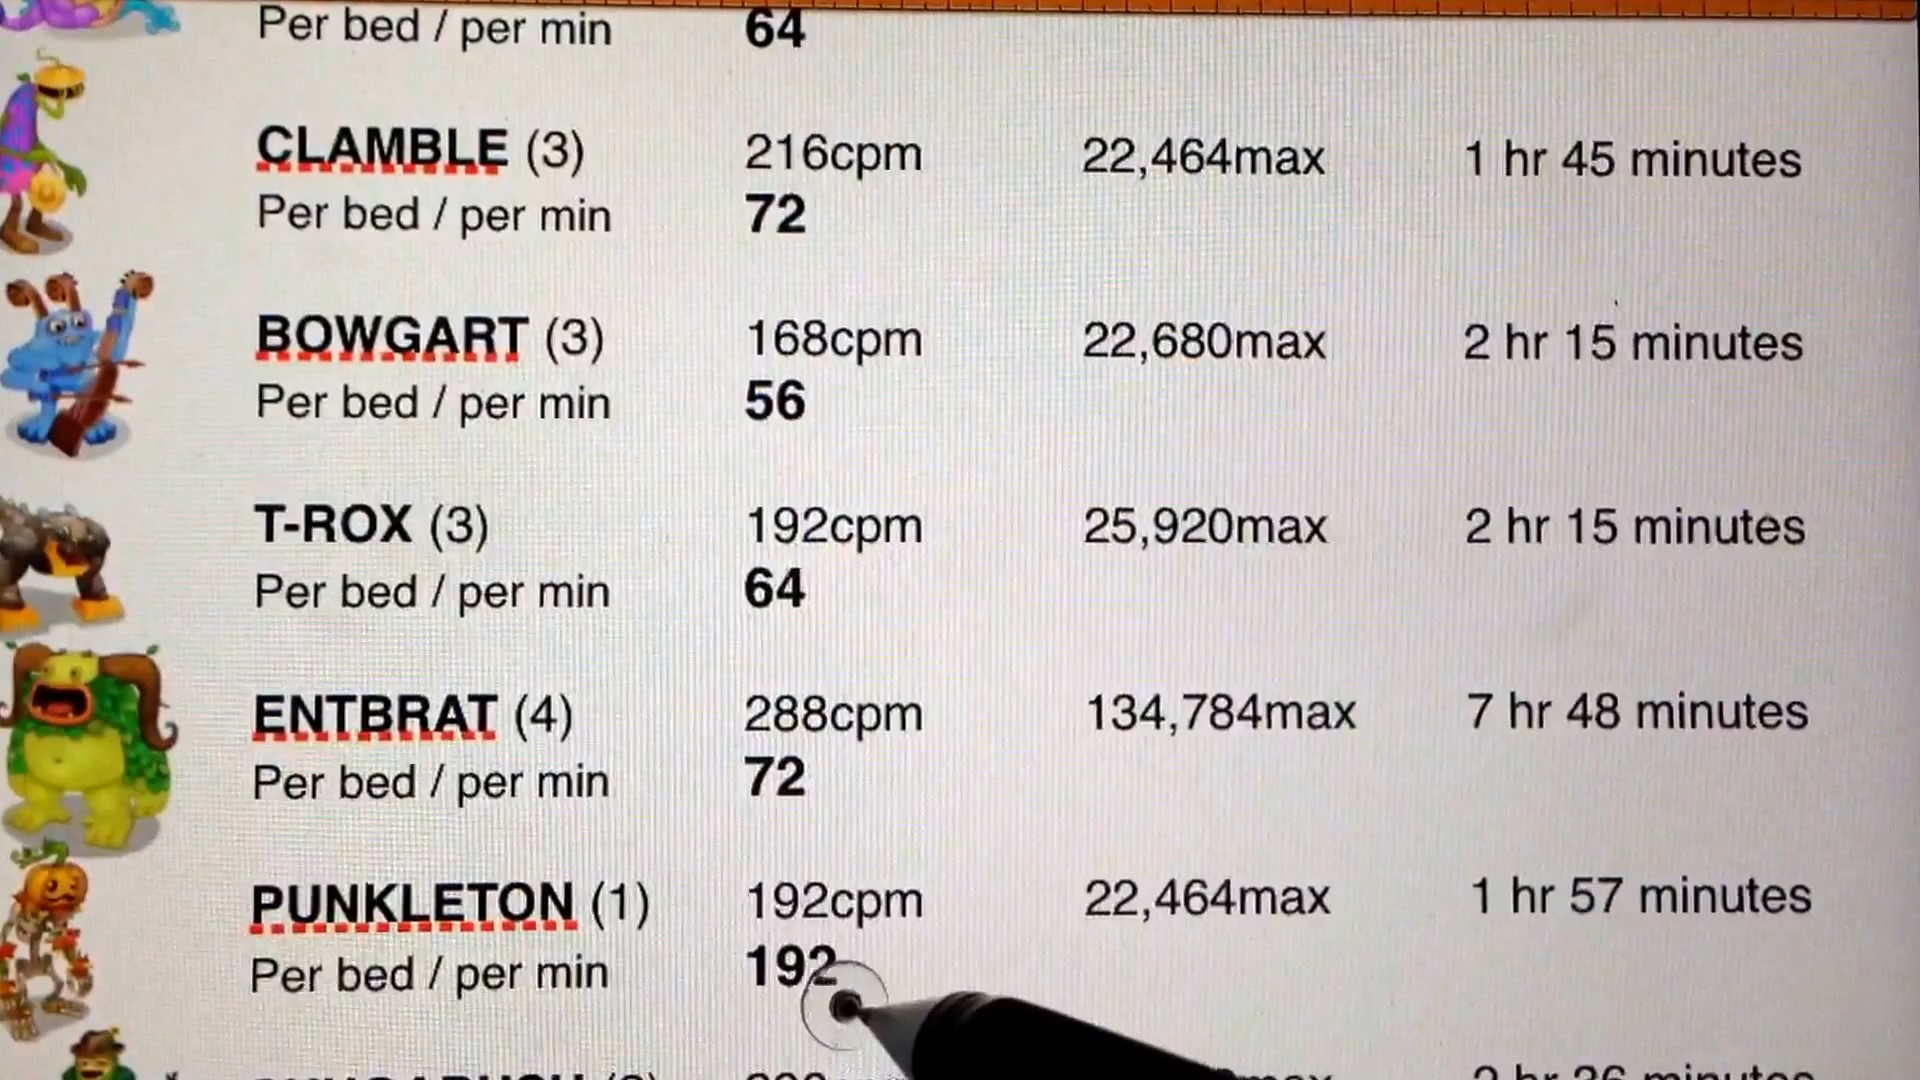 Per bed / per min 64
CLAMBLE (3) 216cpm 22,464max 1 hr 45 minutes
Per bed / per min 72
BOWGART (3) 168cpm 22,680max 2 hr 15 minutes
Per bed / per min 56
T-ROX (3) 192cpm 25,920max 2 hr 15 minutes
Per bed / per min 64
ENTBRAT (4) 288cpm 134,784max 7 hr 48 minutes
Per bed / per min 72
PUNKLETON (1) 192cpm 22,464max 1 hr 57 minutes
Per bed / per min 192